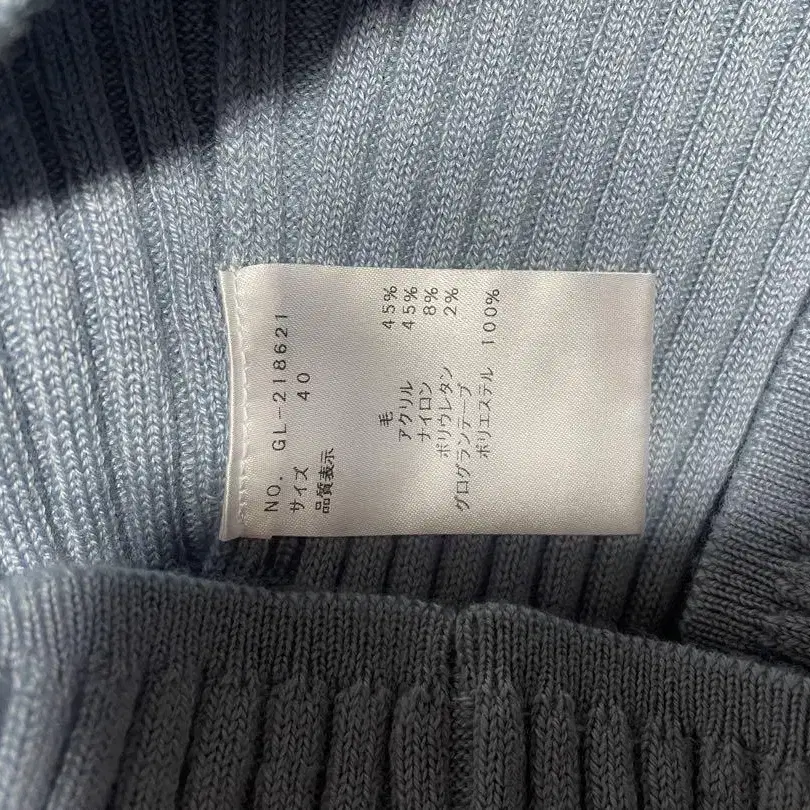 NO. GL-218621
サイズ 40
品質表示
毛 45%
アクリル 45%
ナイロン 8%
ポリウレタン 2%
グログランテープ
ポリエステル 100%